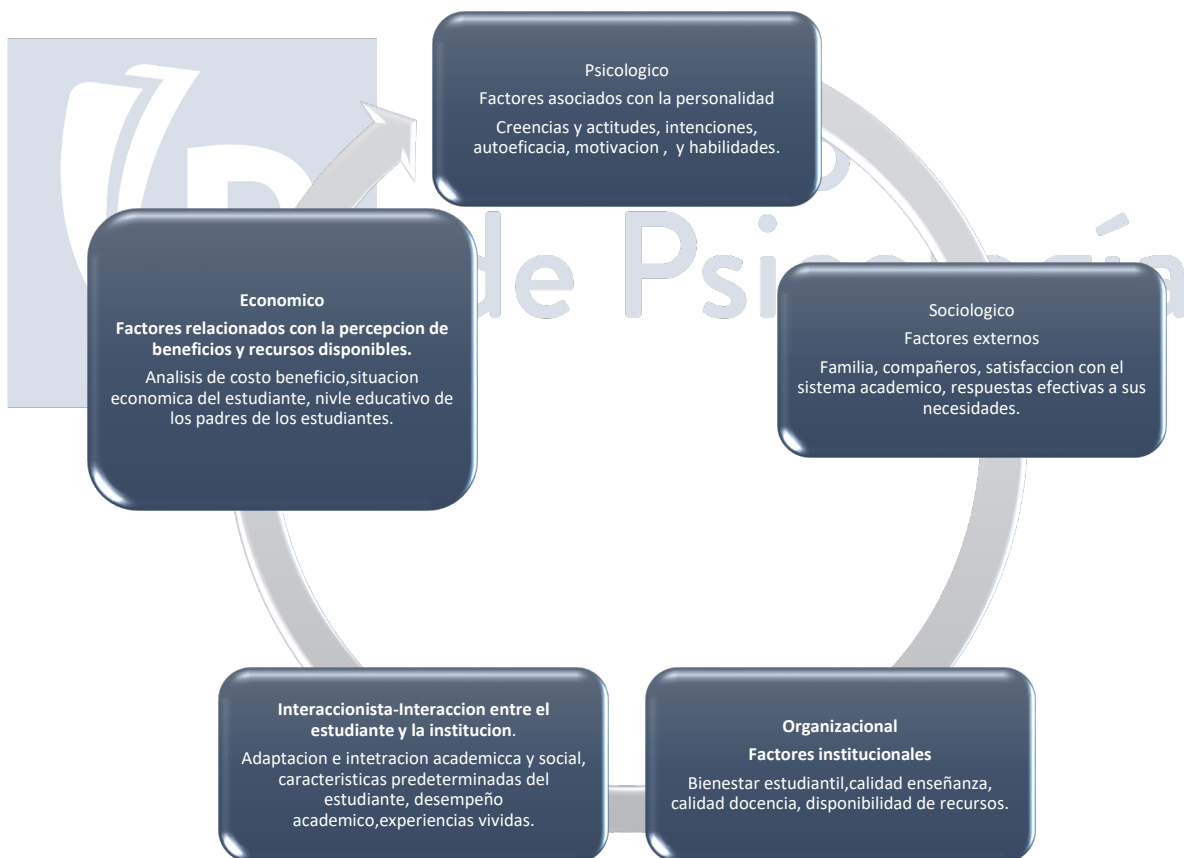 Psicologico
Factores asociados con la personalidad
Creencias y actitudes, intenciones,
autoeficacia, motivacion , y habilidades.
de Psi
Sociologico
Factores externos
Familia, compañeros, satisfaccion con el
sistema academico, respuestas efectivas a sus
necesidades.
Economico
Factores relacionados con la percepcion de
beneficios y recursos disponibles.
Analisis de costo beneficio,situacion
economica del estudiante, nivle educativo de
los padres de los estudiantes.
Interaccionista-Interaccion entre el
estudiante y la institucion.
Adaptacion e intetracion academicca y social,
caracteristicas predeterminadas del
estudiante, desempeño
academico,experiencias vividas.
Organizacional
Factores institucionales
Bienestar estudiantil,calidad enseñanza,
calidad docencia, disponibilidad de recursos.